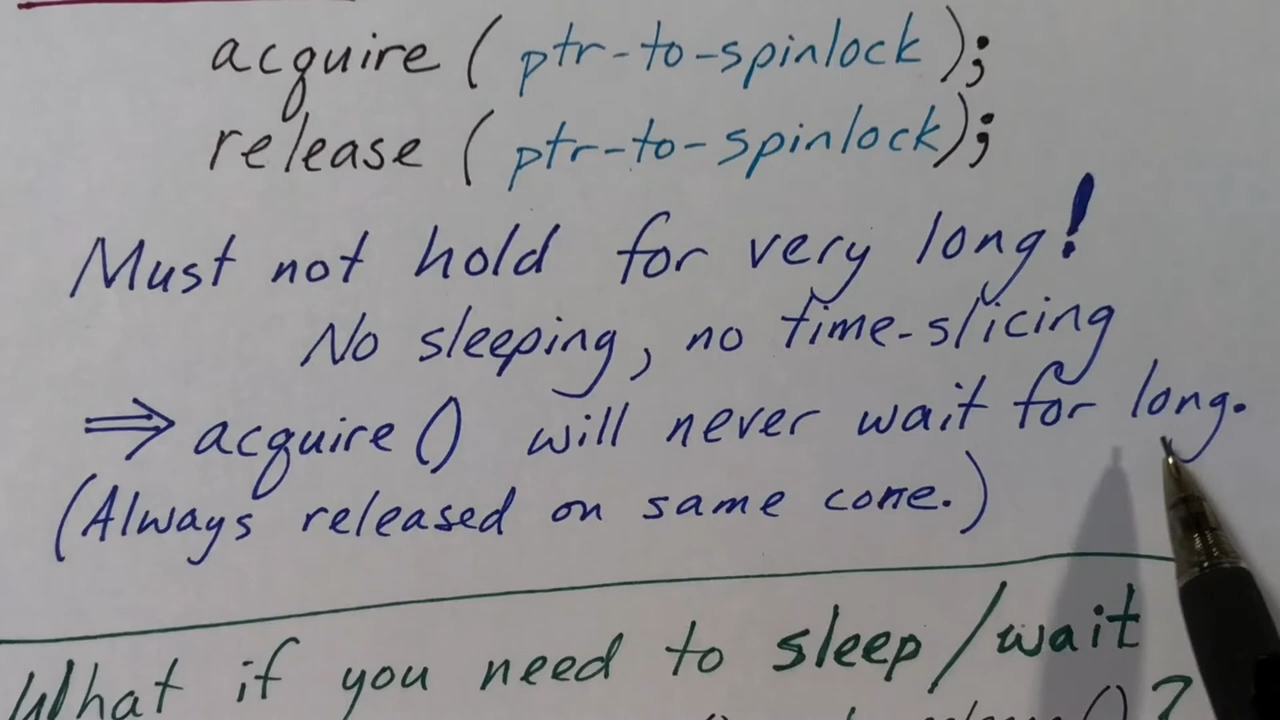 acquire ( ptr-to-spinlock );
release ( ptr-to-spinlock );
Must not hold for very long!
No sleeping, no time-slicing
⇒ acquire () will never wait for long.
(Always released on same core.)
What if you need to sleep/wait
()?